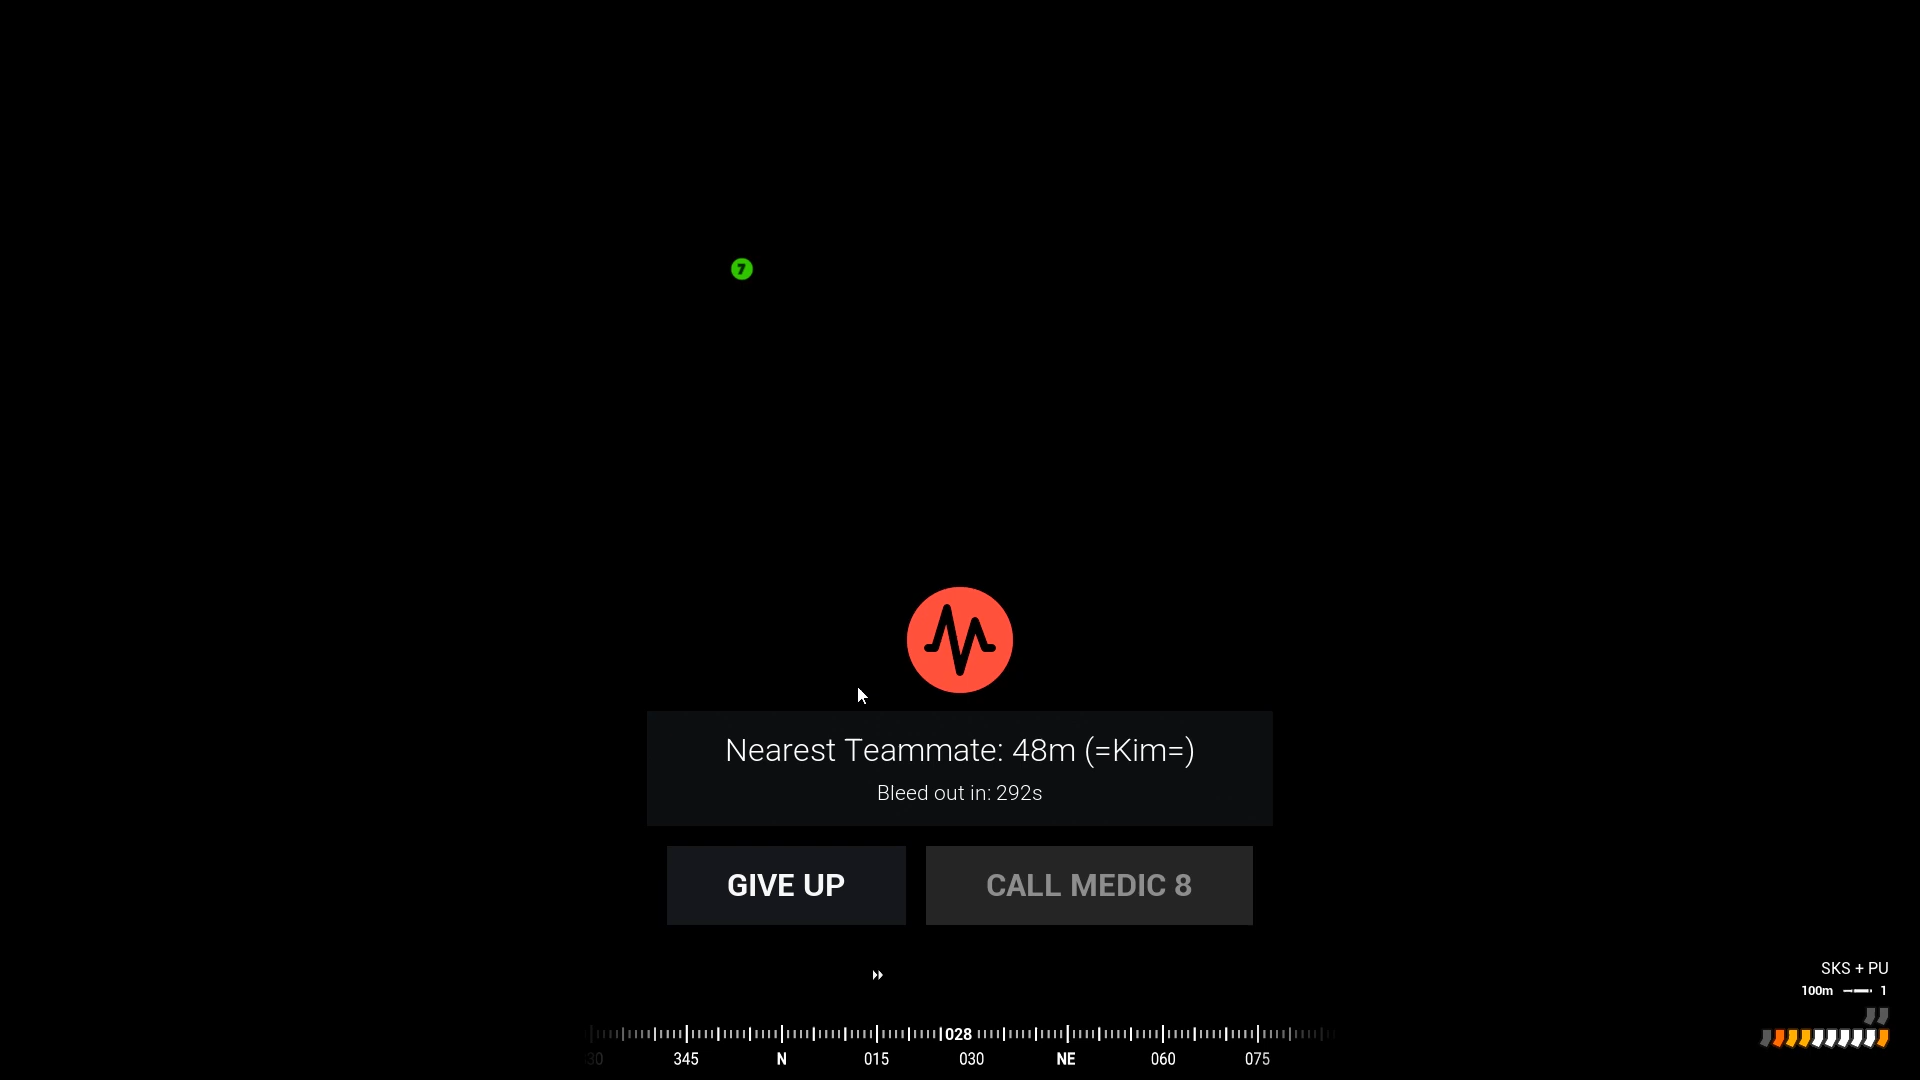 7
Nearest Teammate: 48m (=Kim=)
Bleed out in: 292s
GIVE UP
CALL MEDIC 8
SKS + PU
100m 1
028
30 345 N 015 030 NE 060 075